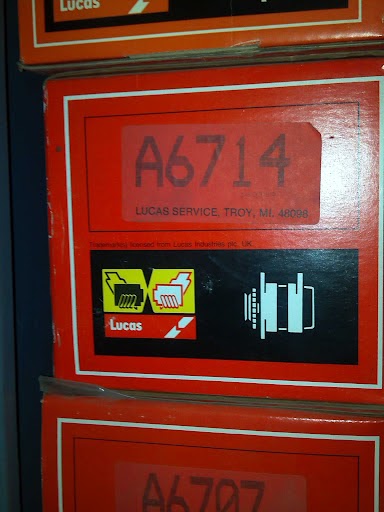 Lucas
A6714
LUCAS SERVICE, TROY, MI. 48098
Trademarks licensed from Lucas Industries plc, UK.
Lucas
A6707